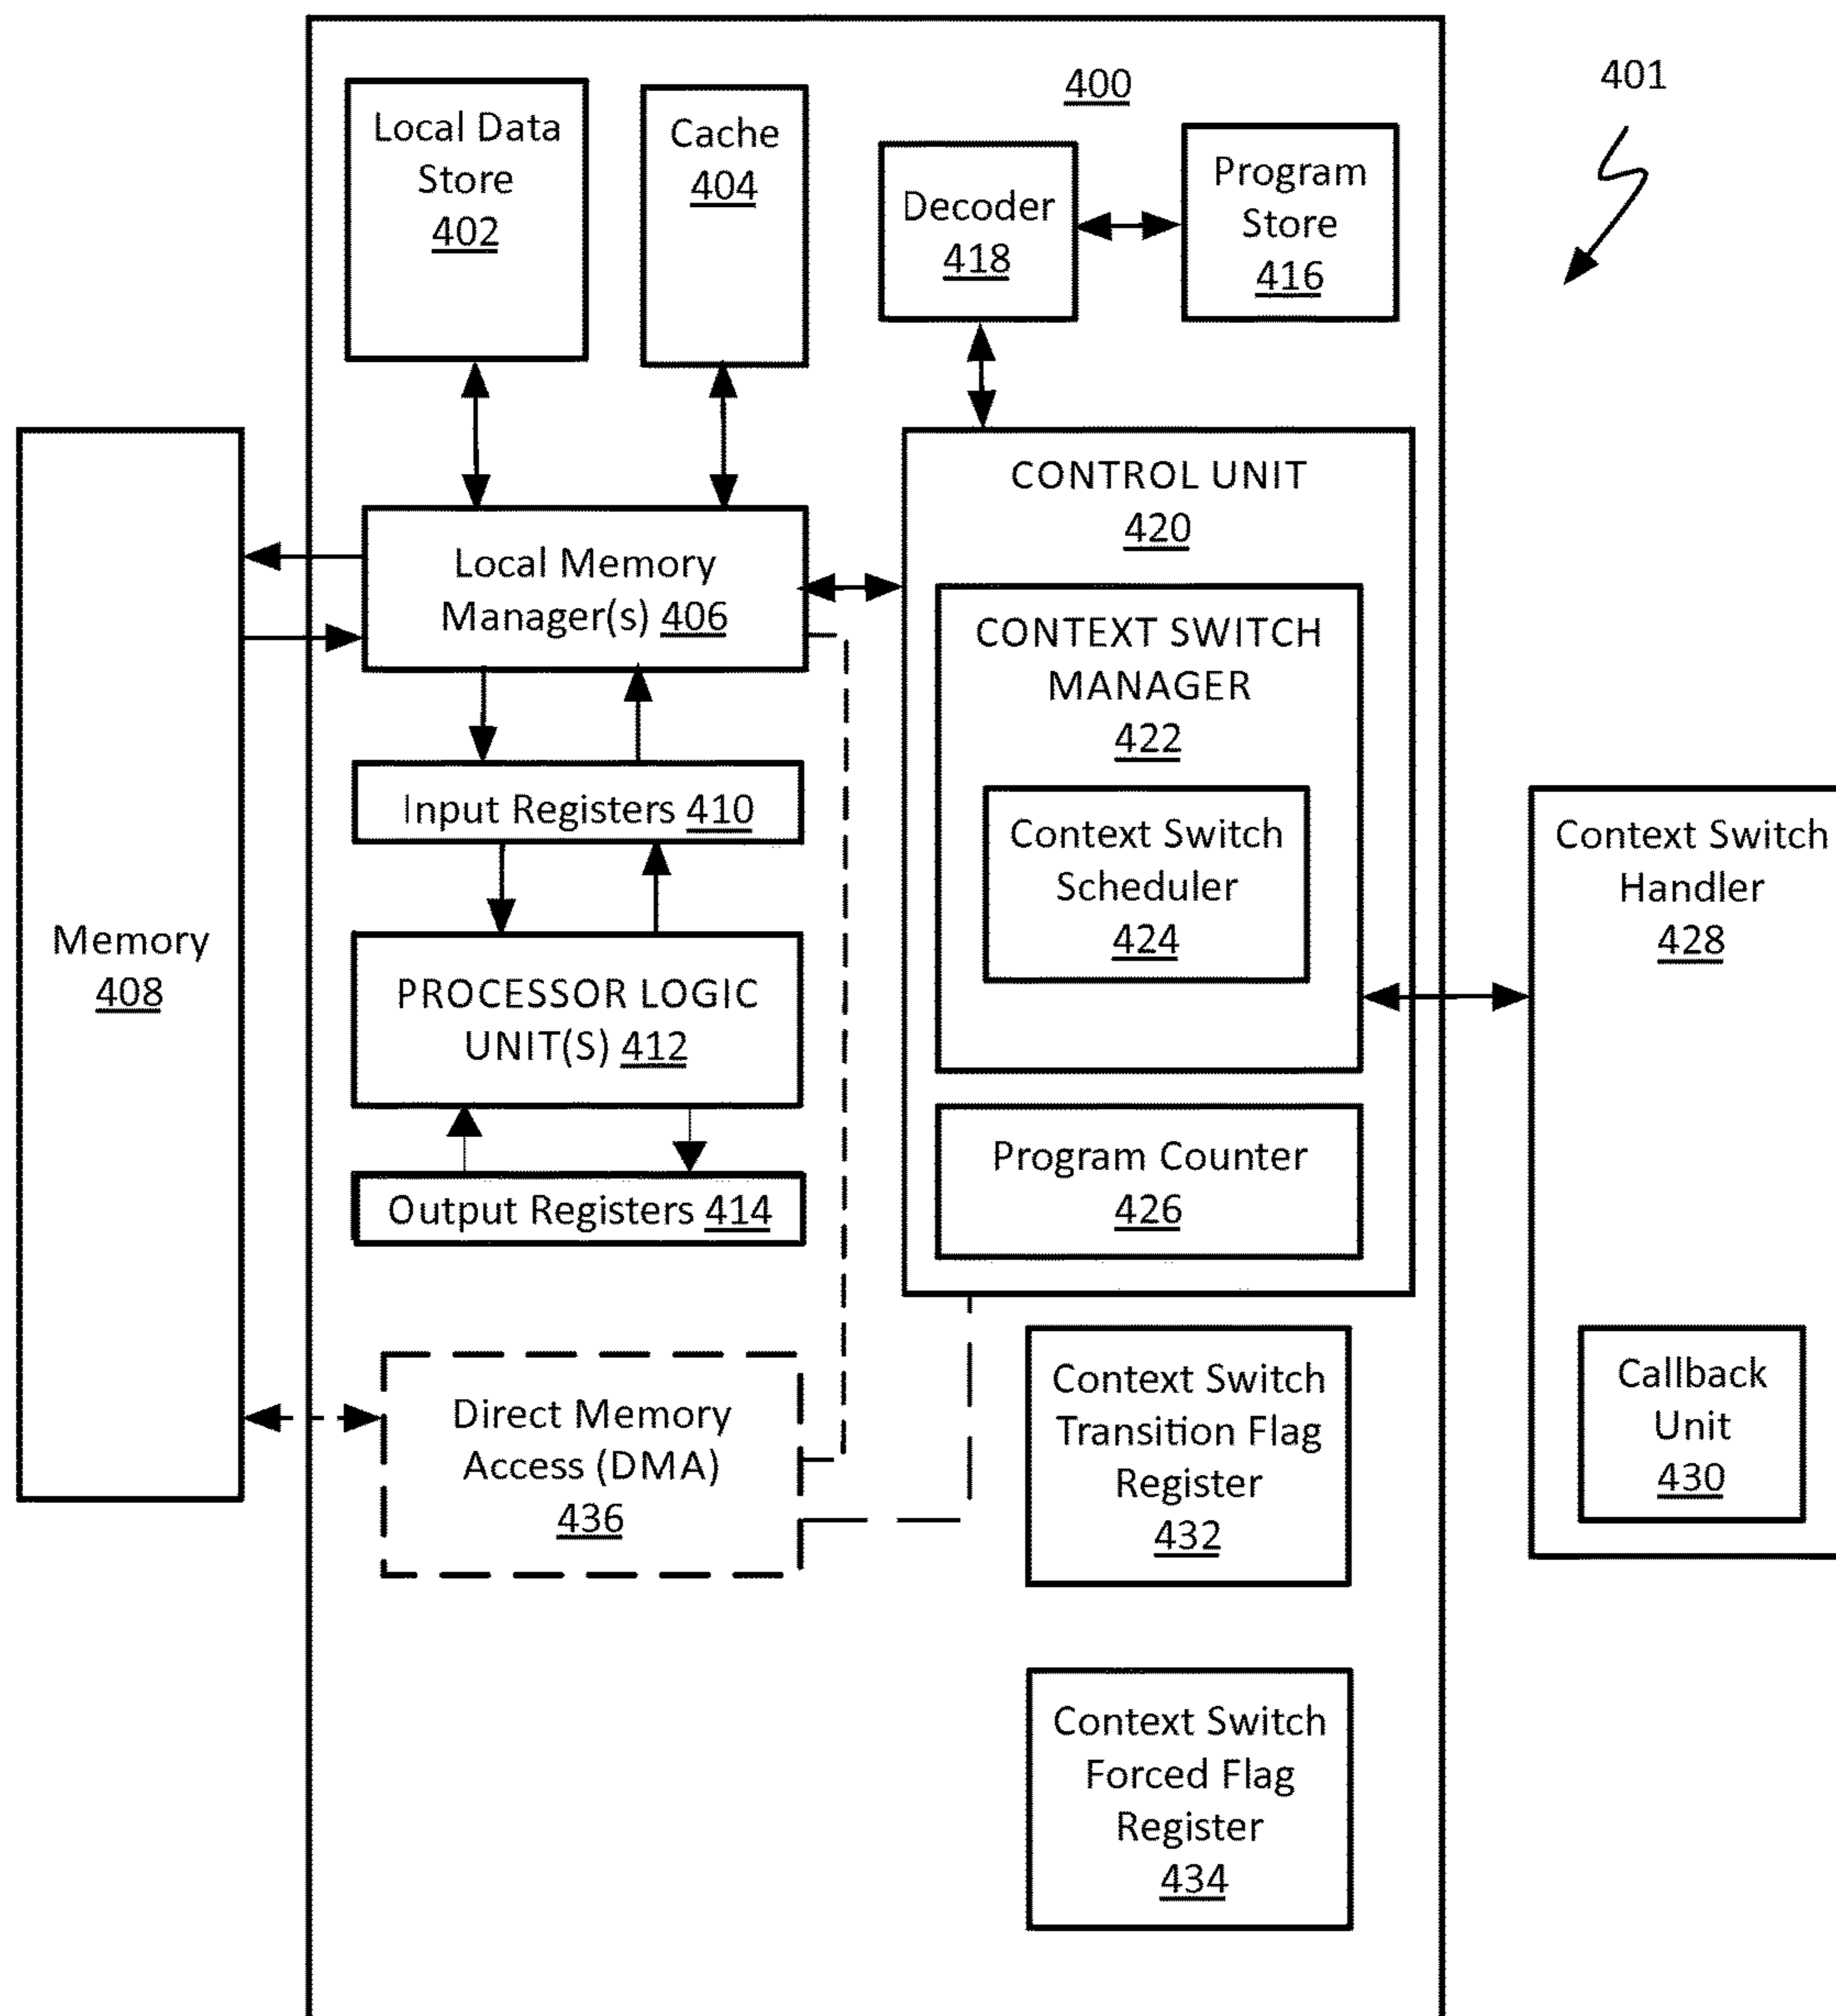 400
401
Local Data
Store
402
Cache
404
Decoder
418
Program
Store
416
Local Memory
Manager(s) 406
CONTROL UNIT
420
CONTEXT SWITCH
MANAGER
422
Context Switch
Scheduler
424
Program Counter
426
Memory
408
Input Registers 410
PROCESSOR LOGIC
UNIT(S) 412
Output Registers 414
Context Switch
Handler
428
Callback
Unit
430
Direct Memory
Access (DMA)
436
Context Switch
Transition Flag
Register
432
Context Switch
Forced Flag
Register
434